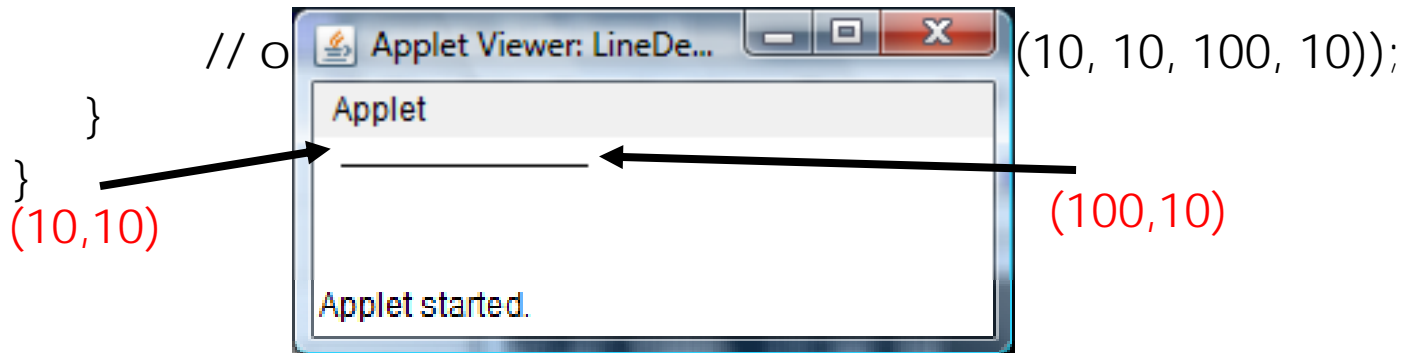 // o
Applet Viewer: LineDe...
(10, 10, 100, 10));
}
Applet
}
(10,10)
(100,10)
Applet started.